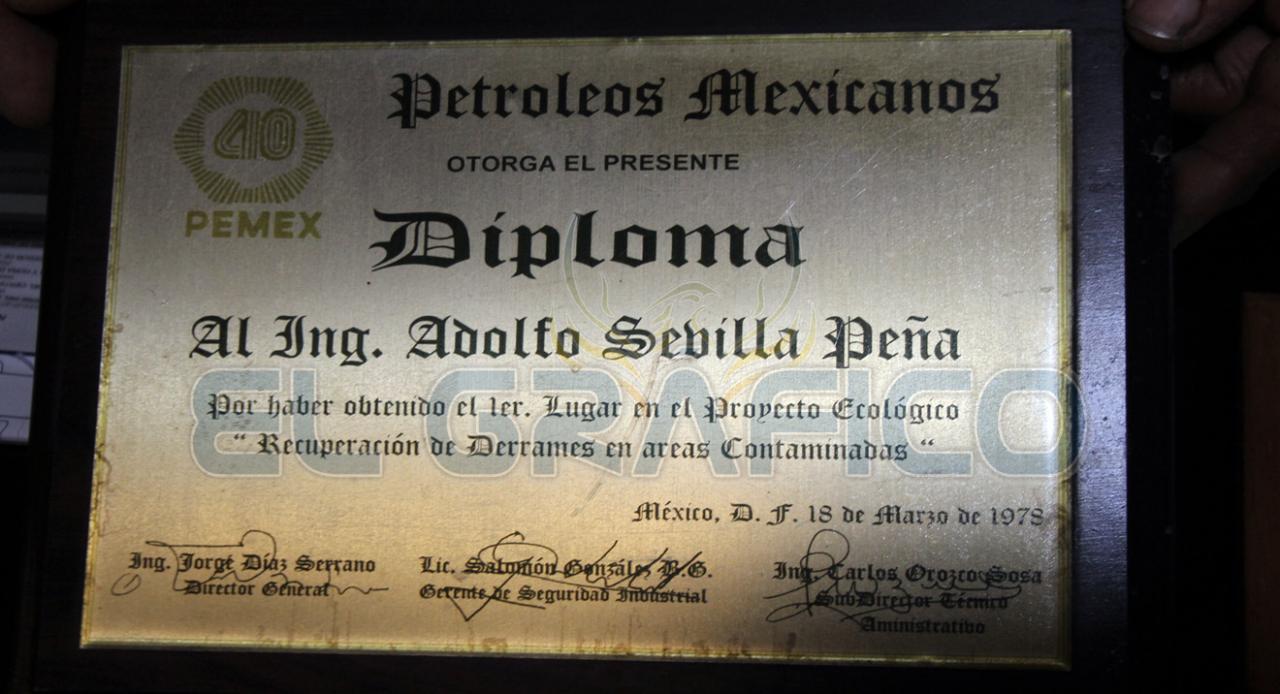 Petroleos Mexicanos
40
PEMEX
OTORGA EL PRESENTE
Diploma
Al Ing. Adolfo Sevilla Peña
EL GRAFICO
Por haber obtenido el 1er. Lugar en el Proyecto Ecológico
“ Recuperación de Derrames en areas Contaminadas “
México, D. F. 18 de Marzo de 1978
Ing. Jorge Díaz Serrano
Director General
Lic. Salomón González B.G.
Gerente de Seguridad Industrial
Ing. Carlos Orozco Sosa
SubDirector Técnico
Aministrativo